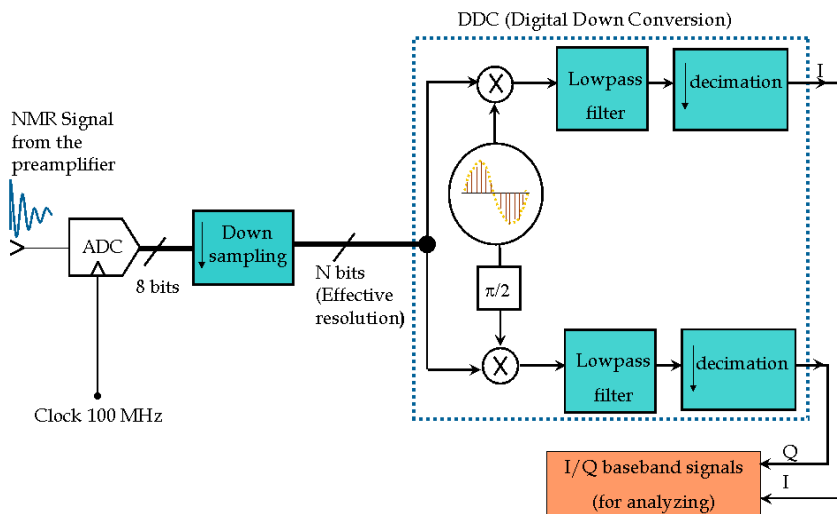 DDC (Digital Down Conversion)
NMR Signal
from the
preamplifier
ADC
8 bits
Down
sampling
N bits
(Effective
resolution)
Clock 100 MHz
X
Lowpass
filter
decimation
I
π/2
X
Lowpass
filter
decimation
Q
I
I/Q baseband signals
(for analyzing)